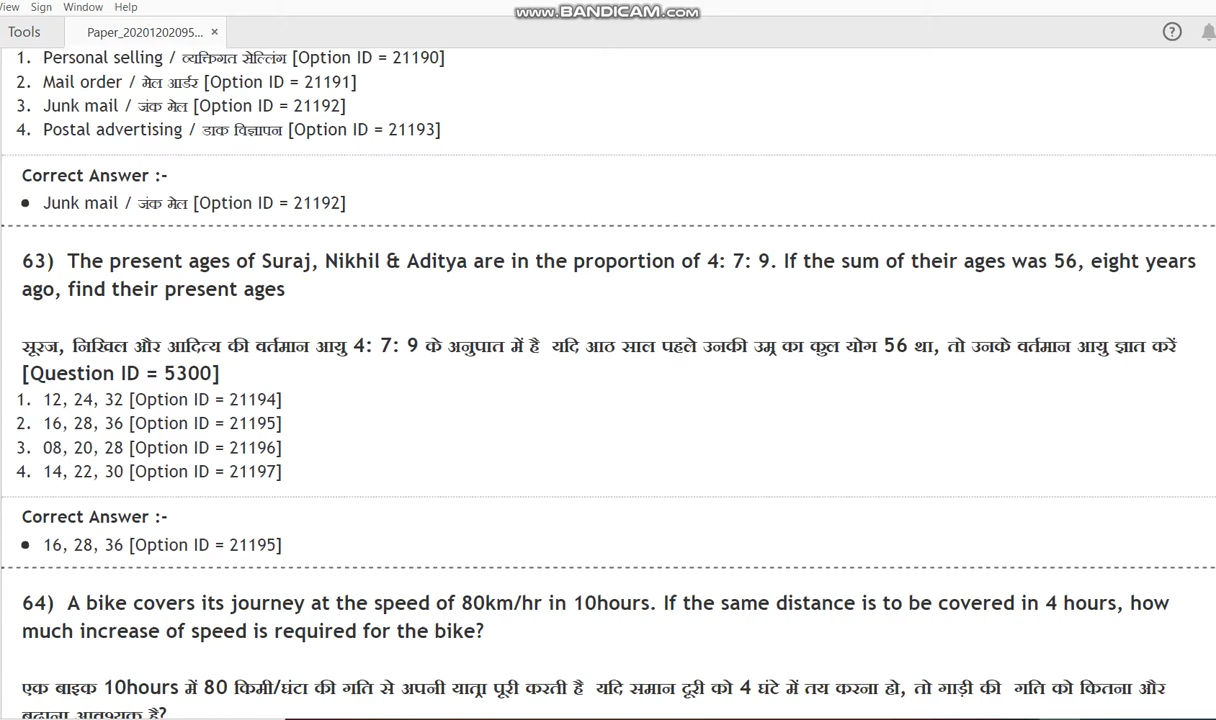 View Sign Window Help
www.BANDICAM.com
Tools Paper_20201202095... ×
1. Personal selling / व्यक्तिगत सेल्लिंग [Option ID = 21190]
2. Mail order / मेल आर्डर [Option ID = 21191]
3. Junk mail / जंक मेल [Option ID = 21192]
4. Postal advertising / डाक विज्ञापन [Option ID = 21193]
Correct Answer :-
• Junk mail / जंक मेल [Option ID = 21192]
63) The present ages of Suraj, Nikhil & Aditya are in the proportion of 4: 7: 9. If the sum of their ages was 56, eight years
ago, find their present ages
सूरज, निखिल और आदित्य की वर्तमान आयु 4: 7: 9 के अनुपात में है यदि आठ साल पहले उनकी उम्र का कुल योग 56 था, तो उनके वर्तमान आयु ज्ञात करें
[Question ID = 5300]
1. 12, 24, 32 [Option ID = 21194]
2. 16, 28, 36 [Option ID = 21195]
3. 08, 20, 28 [Option ID = 21196]
4. 14, 22, 30 [Option ID = 21197]
Correct Answer :-
• 16, 28, 36 [Option ID = 21195]
64) A bike covers its journey at the speed of 80km/hr in 10hours. If the same distance is to be covered in 4 hours, how
much increase of speed is required for the bike?
एक बाइक 10hours में 80 किमी/घंटा की गति से अपनी यात्रा पूरी करती है यदि समान दूरी को 4 घंटे में तय करना हो, तो गाड़ी की गति को कितना और
बढ़ाना आवश्यक है?